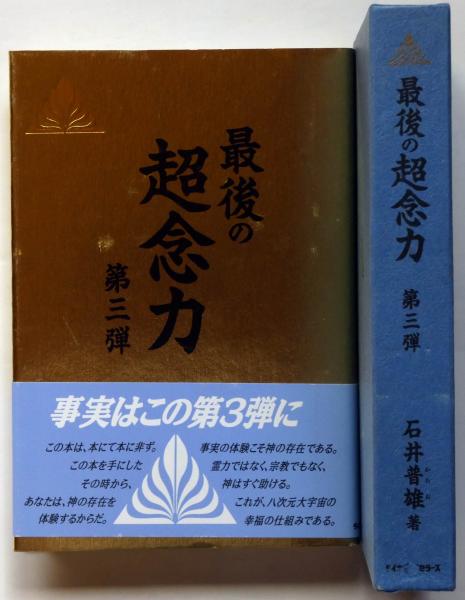 最後の
超念力
第三弾
事実はこの第3弾に
この本は、本にて本に非ず。
この本を手にした
その時から、
あなたは、神の存在を
体験するからだ。
事実の体験こそ神の存在である。
霊力ではなく、宗教でもなく、
神はすぐ助ける。
これが、八次元大宇宙の
幸福の仕組みである。
最後の超念力
第三弾
石井普雄著
かたお